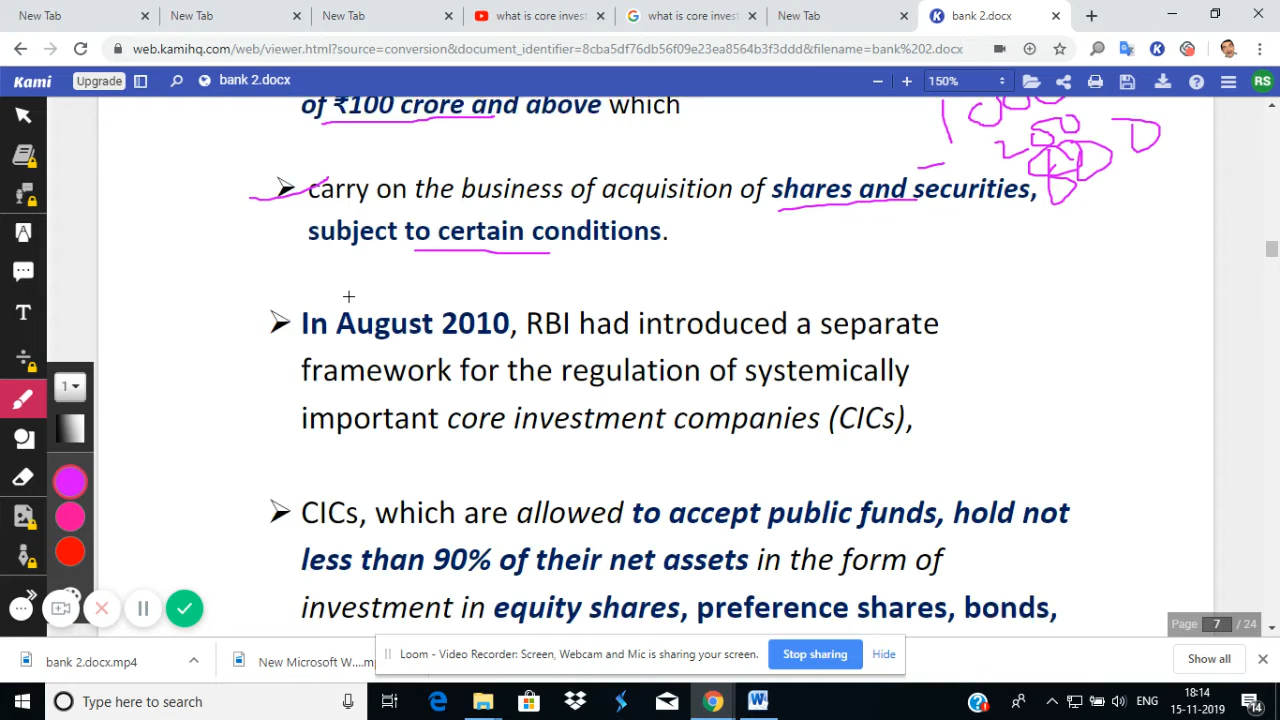 New Tab
New Tab
New Tab
what is core invest
what is core invest
New Tab
bank 2.docx
web.kamihq.com/web/viewer.html?source=conversion&document_identifier=8cba5df76db56f09e23ea8564b3f3ddd&filename=bank%202.docx
Kami Upgrade bank 2.docx 150% RS
of ₹100 crore and above which
carry on the business of acquisition of shares and securities,
subject to certain conditions.
In August 2010, RBI had introduced a separate
framework for the regulation of systemically
important core investment companies (CICs),
CICs, which are allowed to accept public funds, hold not
less than 90% of their net assets in the form of
investment in equity shares, preference shares, bonds,
T
1
Page 7 / 24
Loom - Video Recorder: Screen, Webcam and Mic is sharing your screen. Stop sharing Hide
bank 2.docx.mp4
New Microsoft W....mp
Show all
Type here to search
ENG
18:14
15-11-2019
14